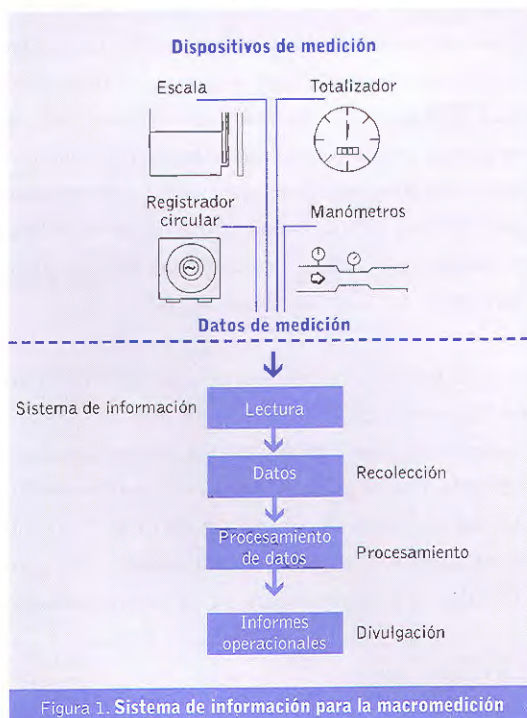 Dispositivos de medición
Escala
Totalizador
Registrador
circular
Manómetros
Datos de medición
Sistema de información
Lectura
Datos
Recolección
Procesamiento
de datos
Procesamiento
Informes
operacionales
Divulgación
Figura 1. Sistema de información para la macromedición